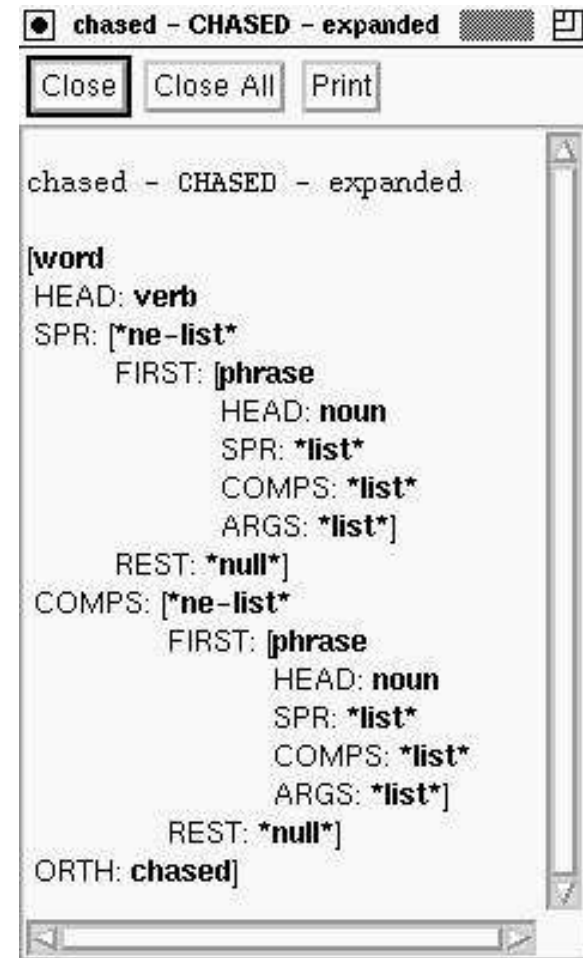 chased – CHASED – expanded
Close Close All Print
chased - CHASED - expanded
[word
HEAD: verb
SPR: [*ne-list*
FIRST: [phrase
HEAD: noun
SPR: *list*
COMPS: *list*
ARGS: *list*]
REST: *null*]
COMPS: [*ne-list*
FIRST: [phrase
HEAD: noun
SPR: *list*
COMPS: *list*
ARGS: *list*]
REST: *null*]
ORTH: chased]